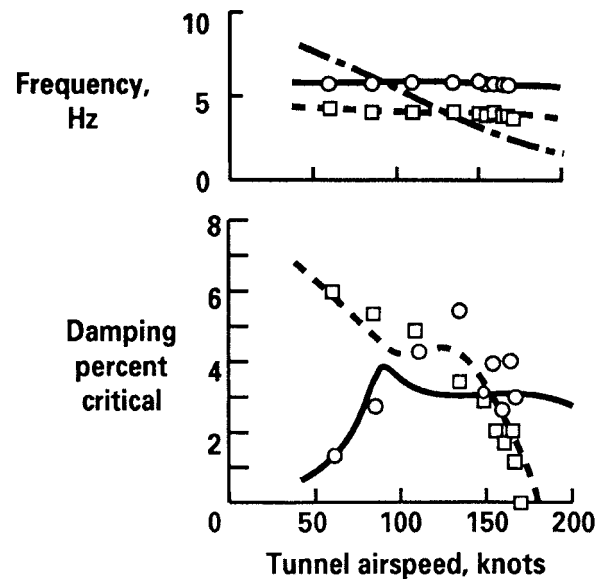 10
Frequency,
Hz
5
0
8
6
Damping
percent
critical
4
2
0 50 100 150 200
Tunnel airspeed, knots